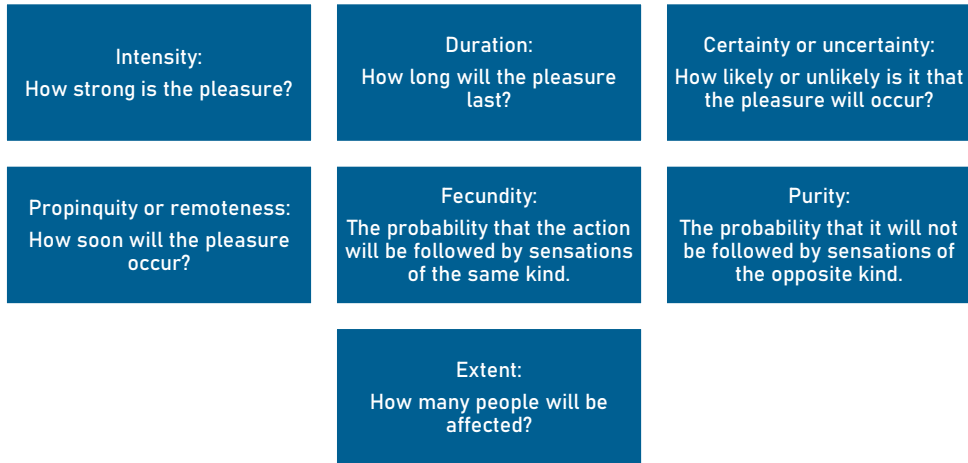 Intensity:
How strong is the pleasure?
Duration:
How long will the pleasure
last?
Certainty or uncertainty:
How likely or unlikely is it that
the pleasure will occur?
Propinquity or remoteness:
How soon will the pleasure
occur?
Fecundity:
The probability that the action
will be followed by sensations
of the same kind.
Purity:
The probability that it will not
be followed by sensations of
the opposite kind.
Extent:
How many people will be
affected?